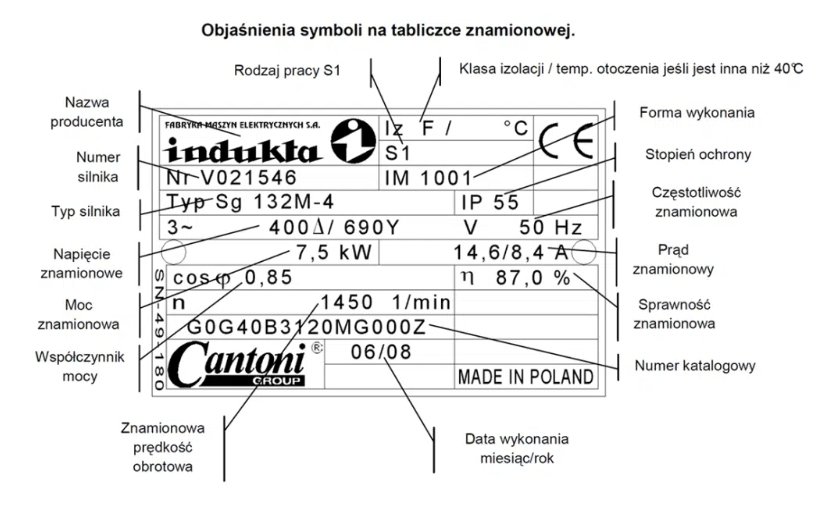 Objaśnienia symboli na tabliczce znamionowej.
Rodzaj pracy S1
Klasa izolacji / temp. otoczenia jeśli jest inna niż 40°C
Nazwa
producenta
Numer
silnika
Typ silnika
Napięcie
znamionowe
Moc
znamionowa
Współczynnik
mocy
Znamionowa
prędkość
obrotowa
FABRYKA MASZYN ELEKTRYCZNYCH S.A.
indukta
Iz F / °C
CE
S1
Nr V021546
IM 1001
Typ Sg 132M-4
IP 55
3~ 400Δ/ 690Y V 50 Hz
7,5 kW
14,6/8,4 A
cosφ 0,85
η 87,0 %
n 1450 1/min
G0G40B3120MG000Z
SN-49-180
Cantoni ®
GROUP
06/08
MADE IN POLAND
Forma wykonania
Stopień ochrony
Częstotliwość
znamionowa
Prąd
znamionowy
Sprawność
znamionowa
Numer katalogowy
Data wykonania
miesiąc/rok